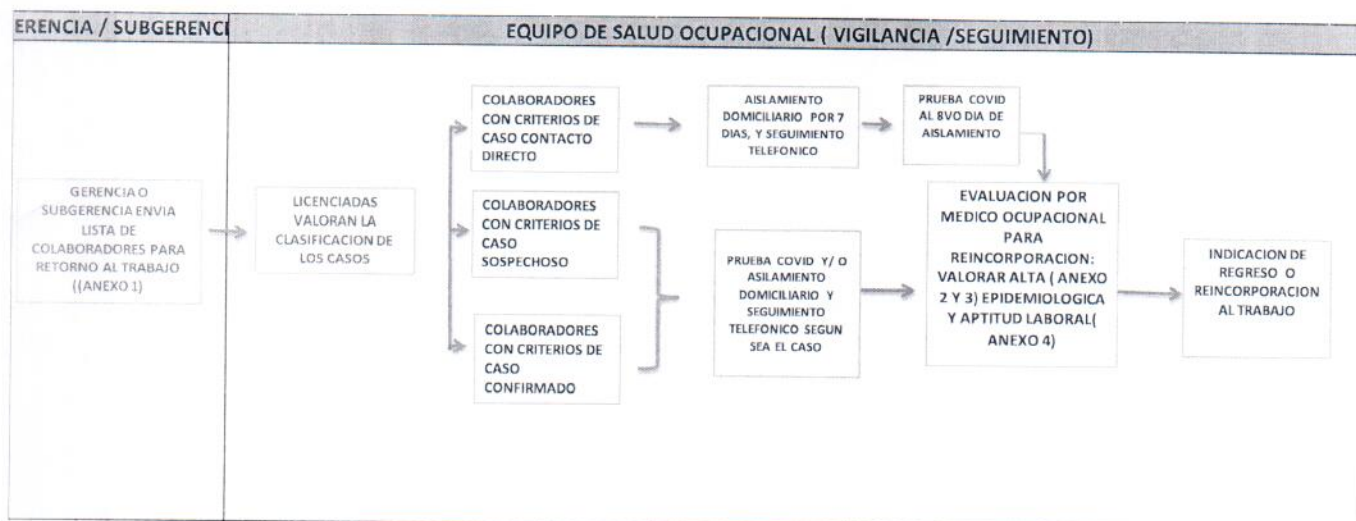 ERENCIA / SUBGERENCI
EQUIPO DE SALUD OCUPACIONAL ( VIGILANCIA /SEGUIMIENTO)
GERENCIA O
SUBGERENCIA ENVIA
LISTA DE
COLABORADORES PARA
RETORNO AL TRABAJO
((ANEXO 1)
LICENCIADAS
VALORAN LA
CLASIFICACION DE
LOS CASOS
COLABORADORES
CON CRITERIOS DE
CASO CONTACTO
DIRECTO
COLABORADORES
CON CRITERIOS DE
CASO
SOSPECHOSO
COLABORADORES
CON CRITERIOS DE
CASO
CONFIRMADO
AISLAMIENTO
DOMICILIARIO POR 7
DIAS, Y SEGUIMIENTO
TELEFONICO
PRUEBA COVID
AL 8VO DIA DE
AISLAMIENTO
PRUEBA COVID Y/ O
ASILAMIENTO
DOMICILIARIO Y
SEGUIMIENTO
TELEFONICO SEGUN
SEA EL CASO
EVALUACION POR
MEDICO OCUPACIONAL
PARA
REINCORPORACION:
VALORAR ALTA ( ANEXO
2 Y 3) EPIDEMIOLOGICA
Y APTITUD LABORAL(
ANEXO 4)
INDICACION DE
REGRESO O
REINCORPORACION
AL TRABAJO